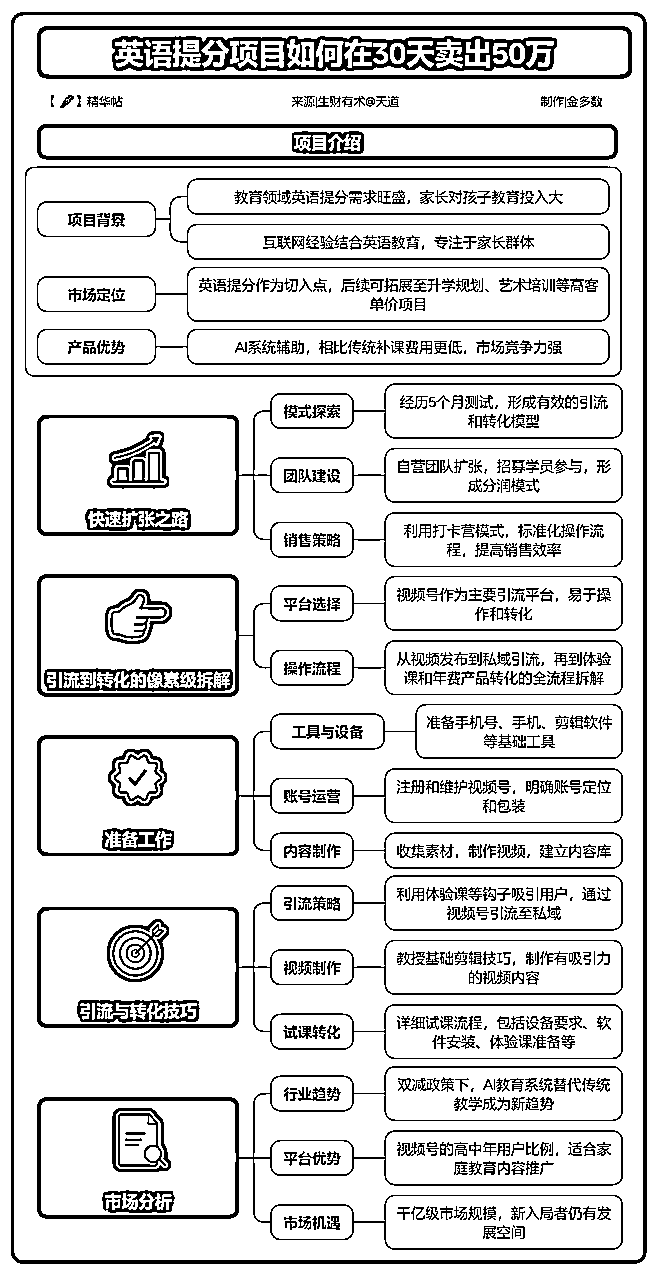 英语提分项目如何在30天卖出50万
【🖋】精华帖
来源|生财有术@天道
制作|金多数
项目介绍
项目背景
教育领域英语提分需求旺盛，家长对孩子教育投入大
互联网经验结合英语教育，专注于家长群体
市场定位
英语提分作为切入点，后续可拓展至升学规划、艺术培训等高客
单价项目
产品优势
AI系统辅助，相比传统补课费用更低，市场竞争力强
快速扩张之路
模式探索
经历5个月测试，形成有效的引流
和转化模型
团队建设
自营团队扩张，招募学员参与，形
成分润模式
销售策略
利用打卡营模式，标准化操作流
程，提高销售效率
引流到转化的像素级拆解
平台选择
视频号作为主要引流平台，易于操
作和转化
操作流程
从视频发布到私域引流，再到体验
课和年费产品转化的全流程拆解
准备工作
工具与设备
准备手机号、手机、剪辑软件
等基础工具
账号运营
注册和维护视频号，明确账号定位
和包装
内容制作
收集素材，制作视频，建立内容库
引流与转化技巧
引流策略
利用体验课等钩子吸引用户，通过
视频号引流至私域
视频制作
教授基础剪辑技巧，制作有吸引力
的视频内容
试课转化
详细试课流程，包括设备要求、软
件安装、体验课准备等
市场分析
行业趋势
双减政策下，AI教育系统替代传统
教学成为新趋势
平台优势
视频号的高中年用户比例，适合家
庭教育内容推广
市场机遇
千亿级市场规模，新入局者仍有发
展空间